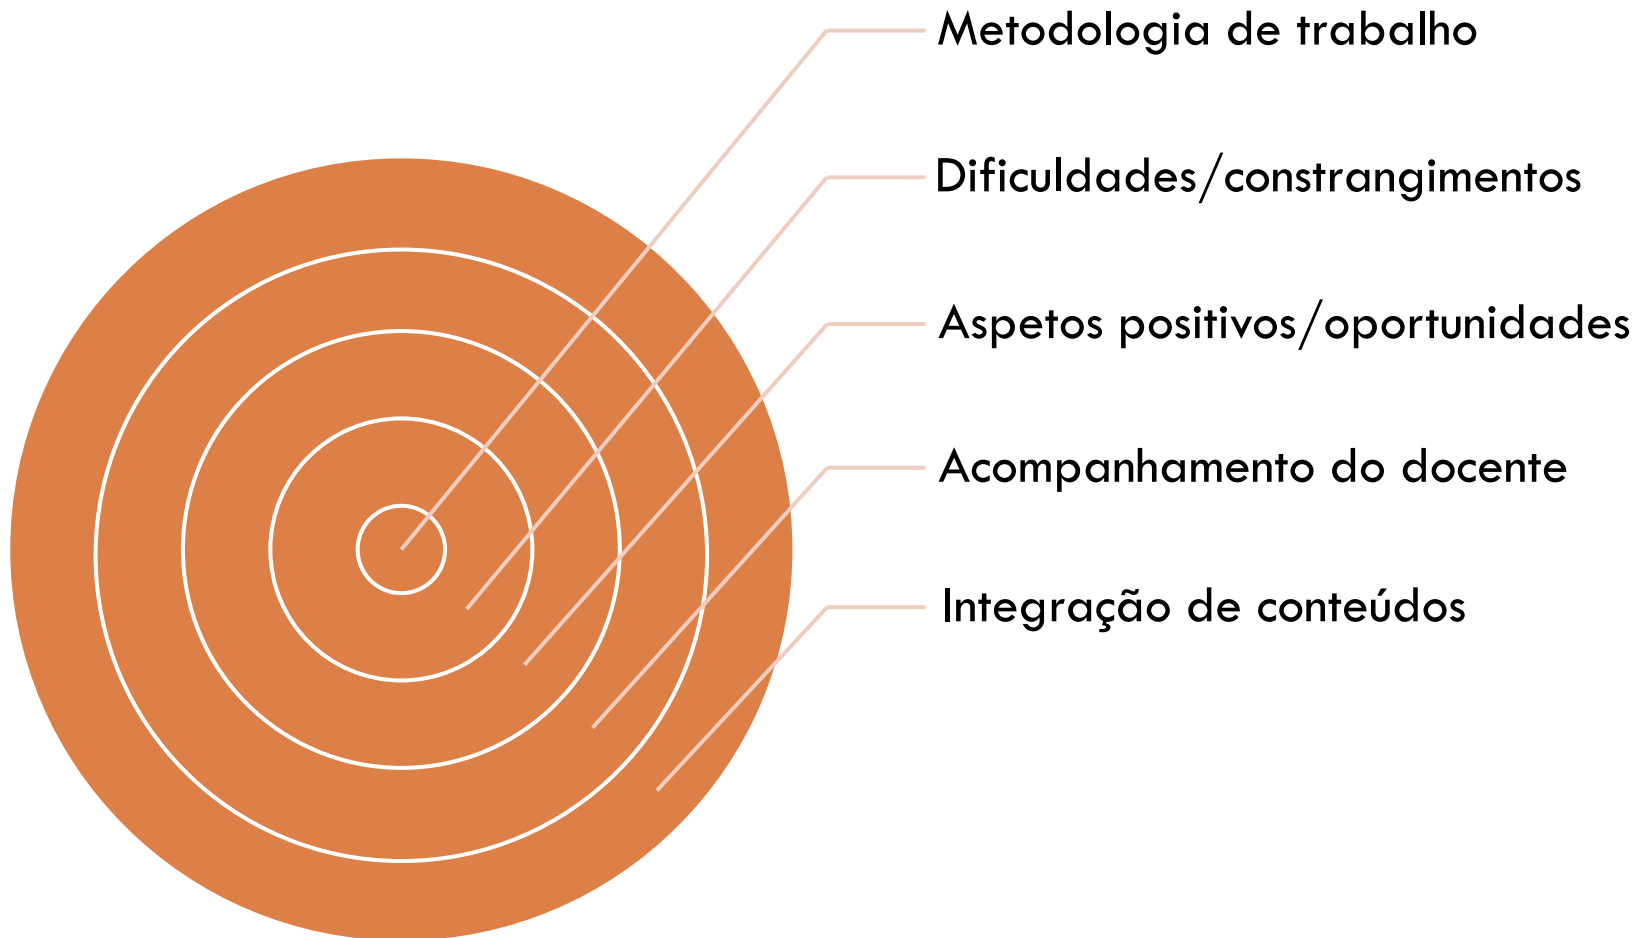 Metodologia de trabalho
Dificuldades/constrangimentos
Aspetos positivos/oportunidades
Acompanhamento do docente
Integração de conteúdos